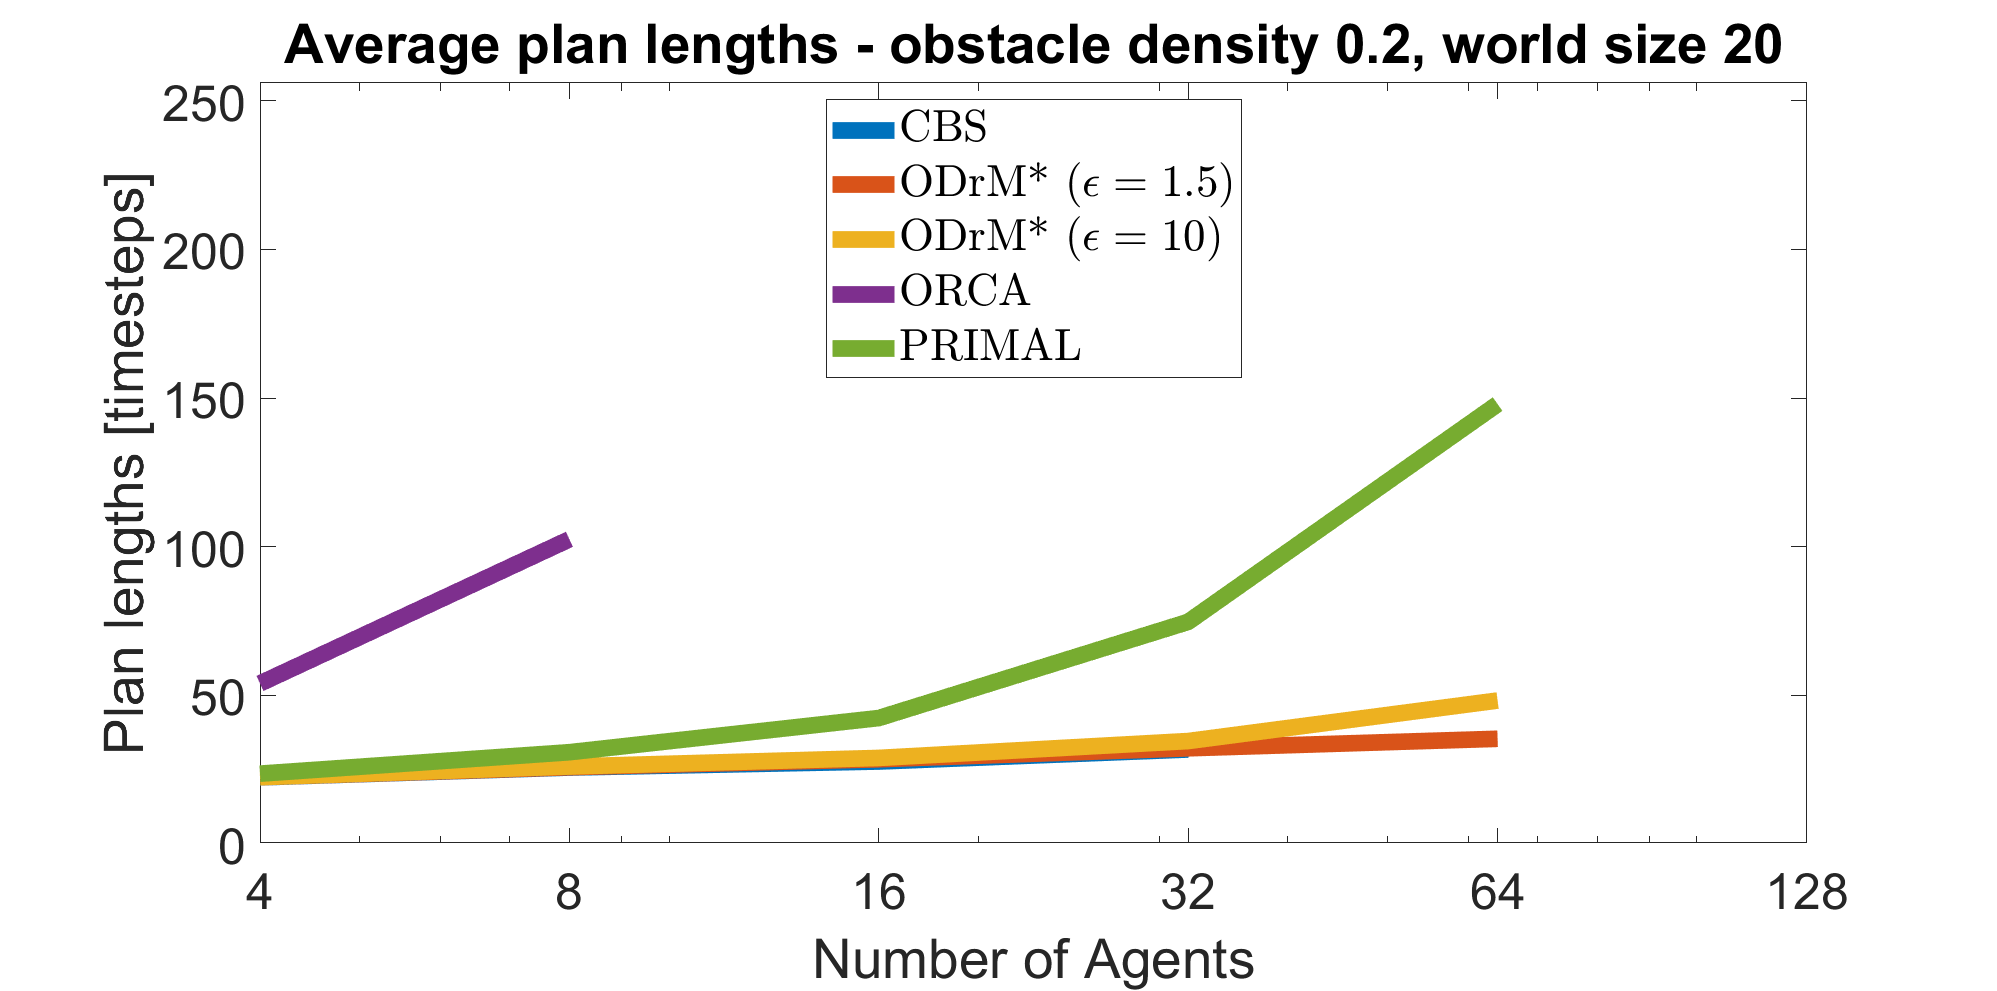 Average plan lengths - obstacle density 0.2, world size 20
250
200
150
100
50
0
Plan lengths [timesteps]
CBS
ODrM* (ϵ = 1.5)
ODrM* (ϵ = 10)
ORCA
PRIMAL
4 8 16 32 64 128
Number of Agents